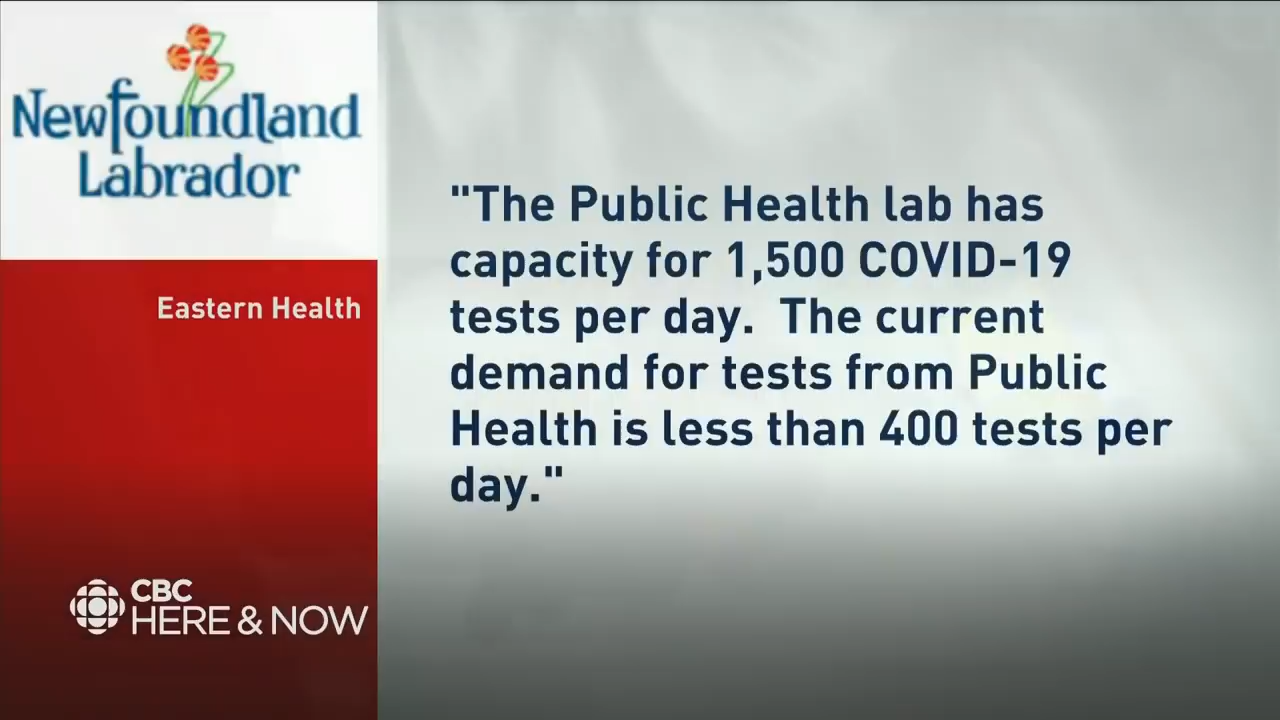 Newfoundland
Labrador
Eastern Health
"The Public Health lab has
capacity for 1,500 COVID-19
tests per day.  The current
demand for tests from Public
Health is less than 400 tests per
day."
CBC
HERE & NOW